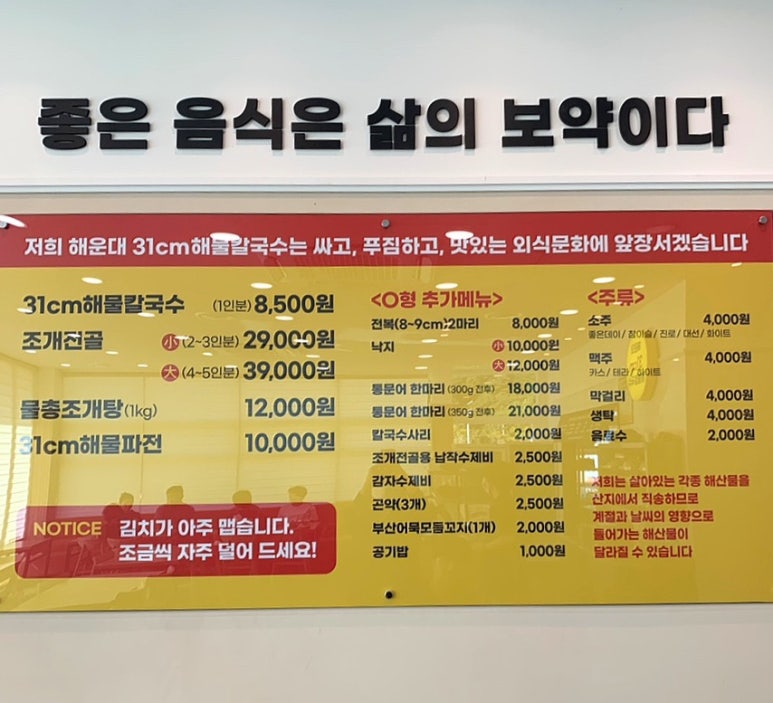 좋은 음식은 삶의 보약이다
저희 해운대 31cm해물칼국수는 싸고, 푸짐하고, 맛있는 외식문화에 앞장서겠습니다
31cm해물칼국수 (1인분) 8,500원
조개전골 小 (2~3인분) 29,000원
大 (4~5인분) 39,000원
물총조개탕(1kg) 12,000원
31cm해물파전 10,000원
NOTICE 김치가 아주 맵습니다.
조금씩 자주 덜어 드세요!
<O형 추가메뉴>
전복(8~9cm)2마리 8,000원
낙지 小 10,000원
大 12,000원
통문어 한마리 (300g 전후) 18,000원
통문어 한마리 (350g 전후) 21,000원
칼국수사리 2,000원
조개전골용 납작수제비 2,500원
감자수제비 2,500원
곤약(3개) 2,500원
부산어묵모듬꼬지(1개) 2,000원
공기밥 1,000원
<주류>
소주 4,000원
좋은데이 / 참이슬 / 진로 / 대선 / 화이트
맥주 4,000원
카스 / 테라 / 하이트
막걸리 4,000원
생탁 4,000원
음료수 2,000원
저희는 살아있는 각종 해산물을
산지에서 직송하므로
계절과 날씨의 영향으로
들어가는 해산물이
달라질 수 있습니다